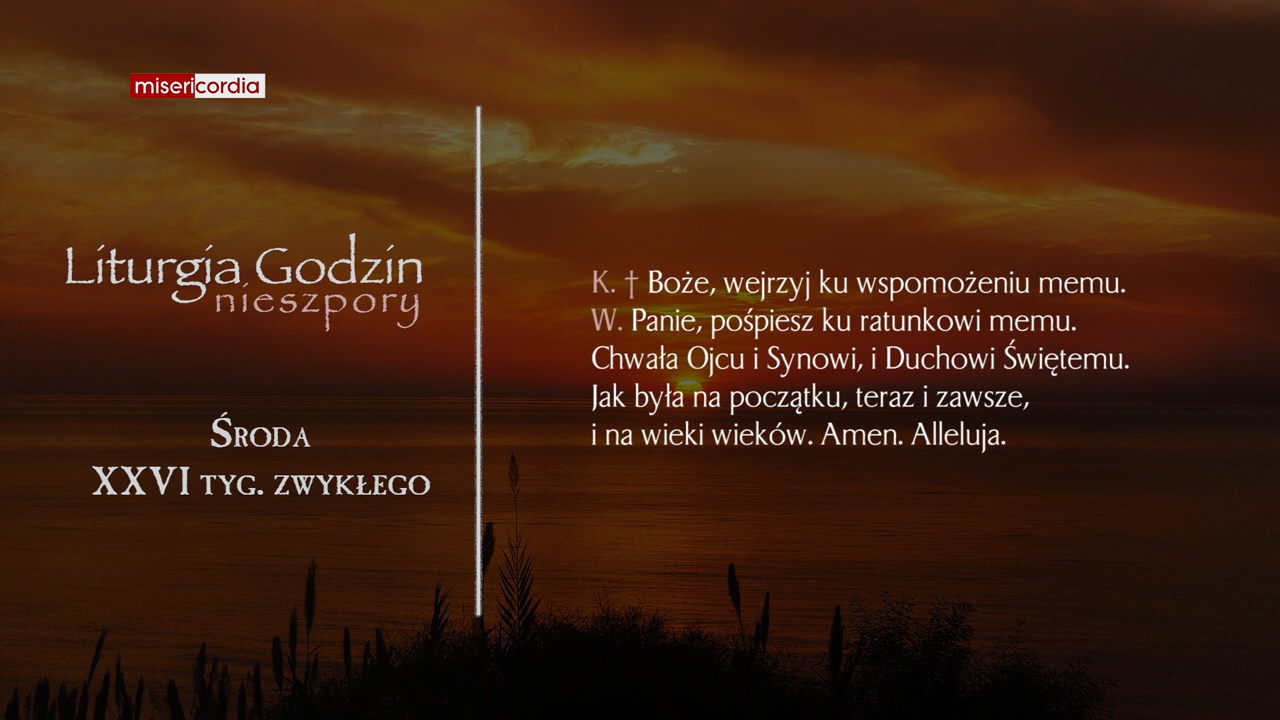 misericordia
Liturgia Godzin
nieszpory
Środa
XXVI tyg. zwykłego
K. † Boże, wejrzyj ku wspomożeniu memu.
W. Panie, pośpiesz ku ratunkowi memu.
Chwała Ojcu i Synowi, i Duchowi Świętemu.
Jak była na początku, teraz i zawsze,
i na wieki wieków. Amen. Alleluja.